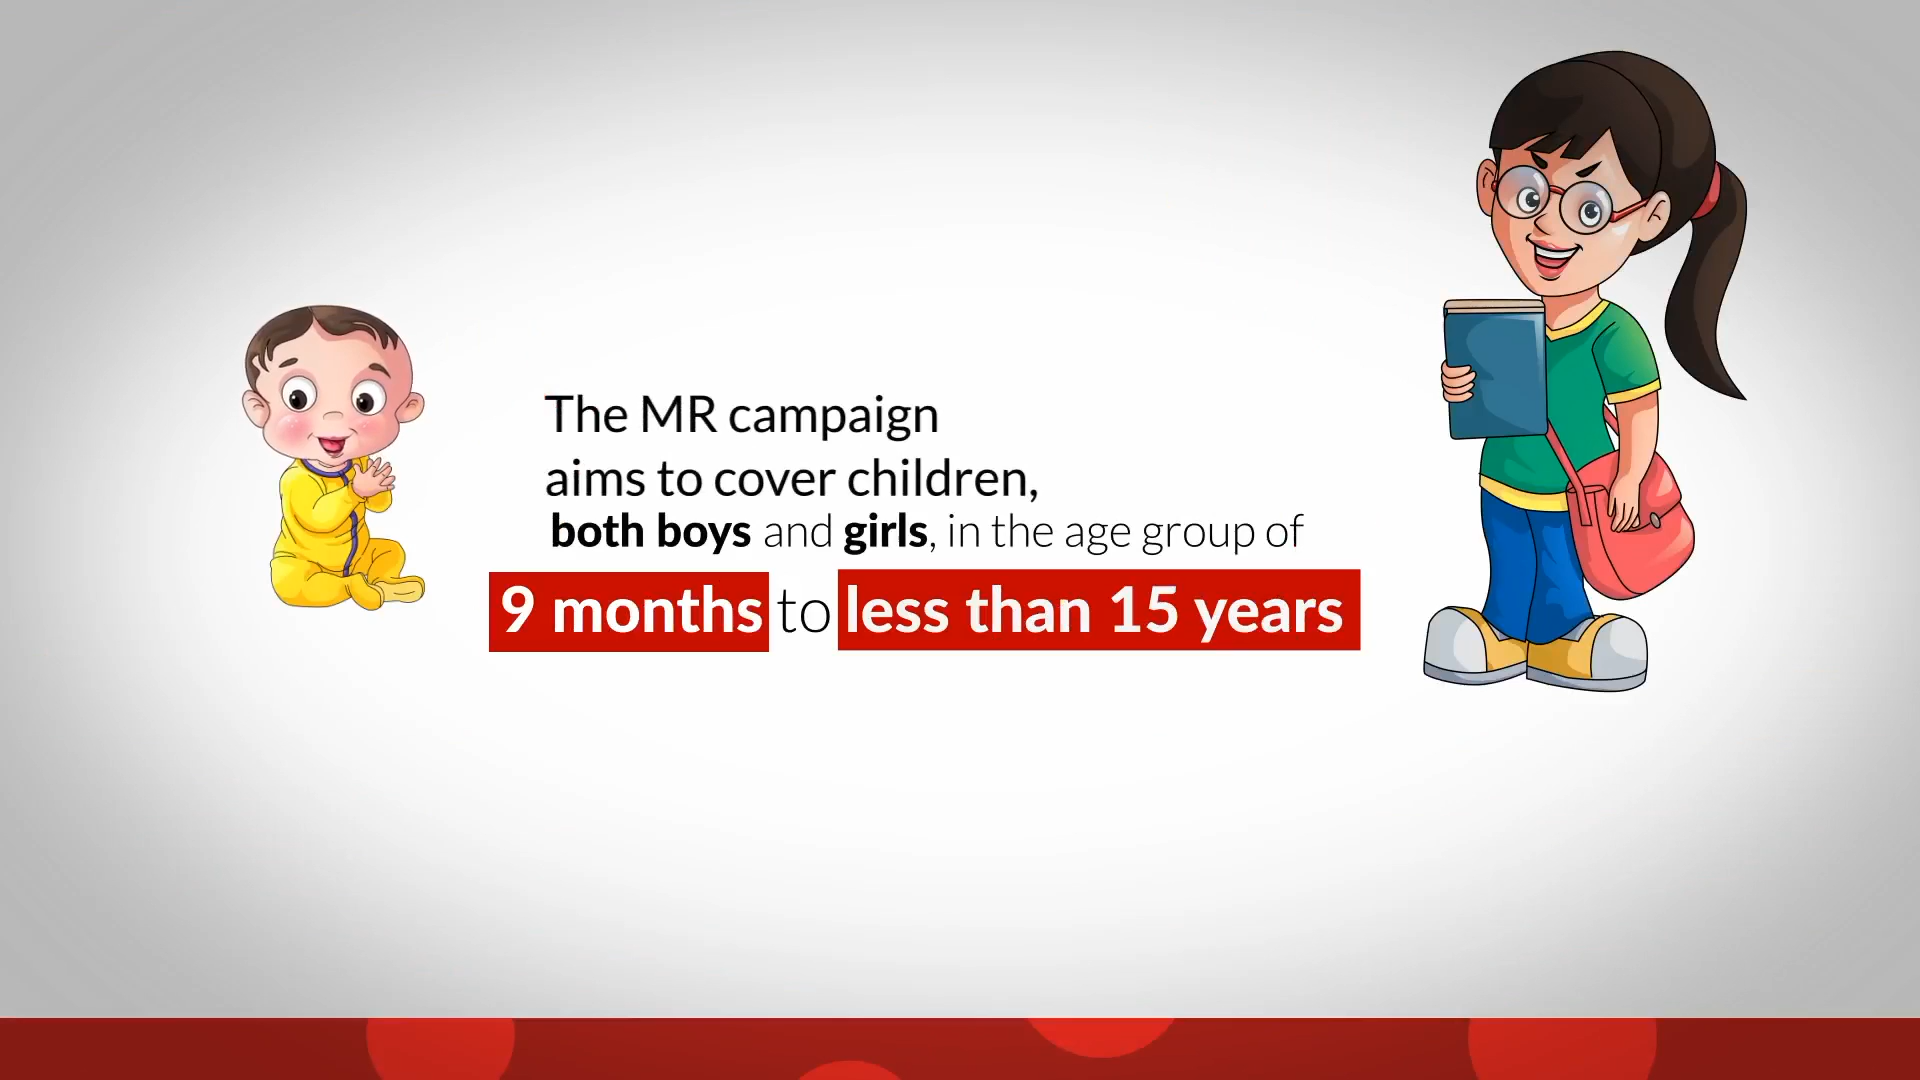 The MR campaign
aims to cover children,
both boys and girls, in the age group of
9 months to less than 15 years